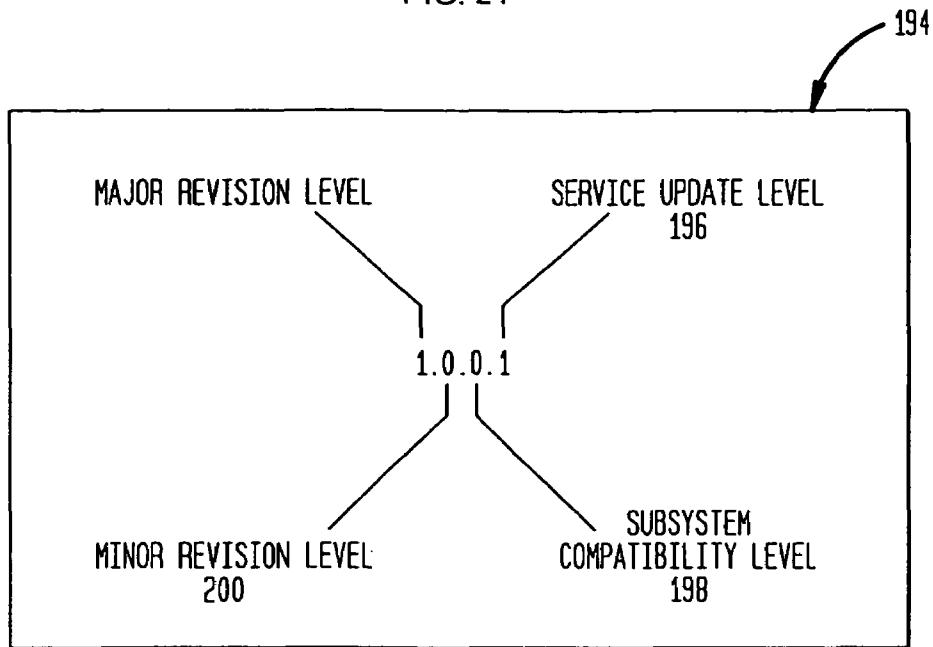 194
MAJOR REVISION LEVEL
SERVICE UPDATE LEVEL
196
1.0.0.1
MINOR REVISION LEVEL
200
SUBSYSTEM
COMPATIBILITY LEVEL
198